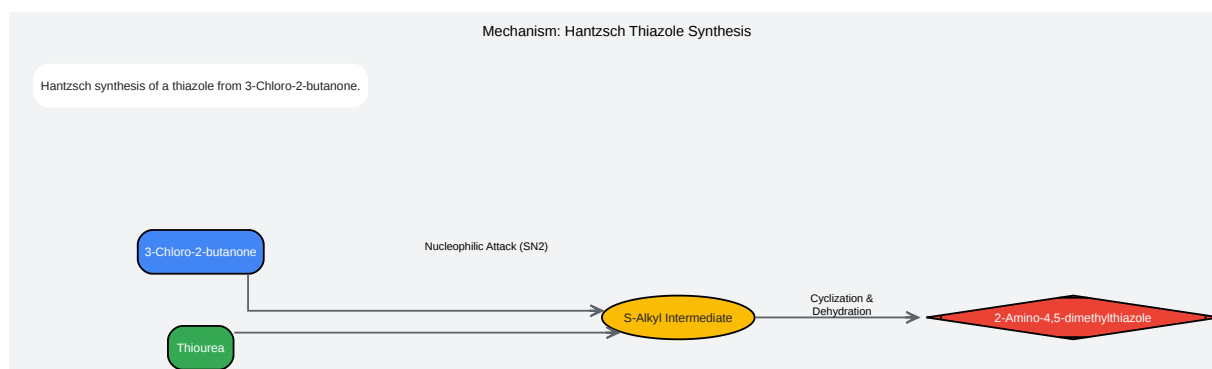 Mechanism: Hantzsch Thiazole Synthesis
Hantzsch synthesis of a thiazole from 3-Chloro-2-butanone.
3-Chloro-2-butanone
Nucleophilic Attack (SN2)
Cyclization &
Dehydration
S-Alkyl Intermediate
2-Amino-4,5-dimethylthiazole
Thiourea